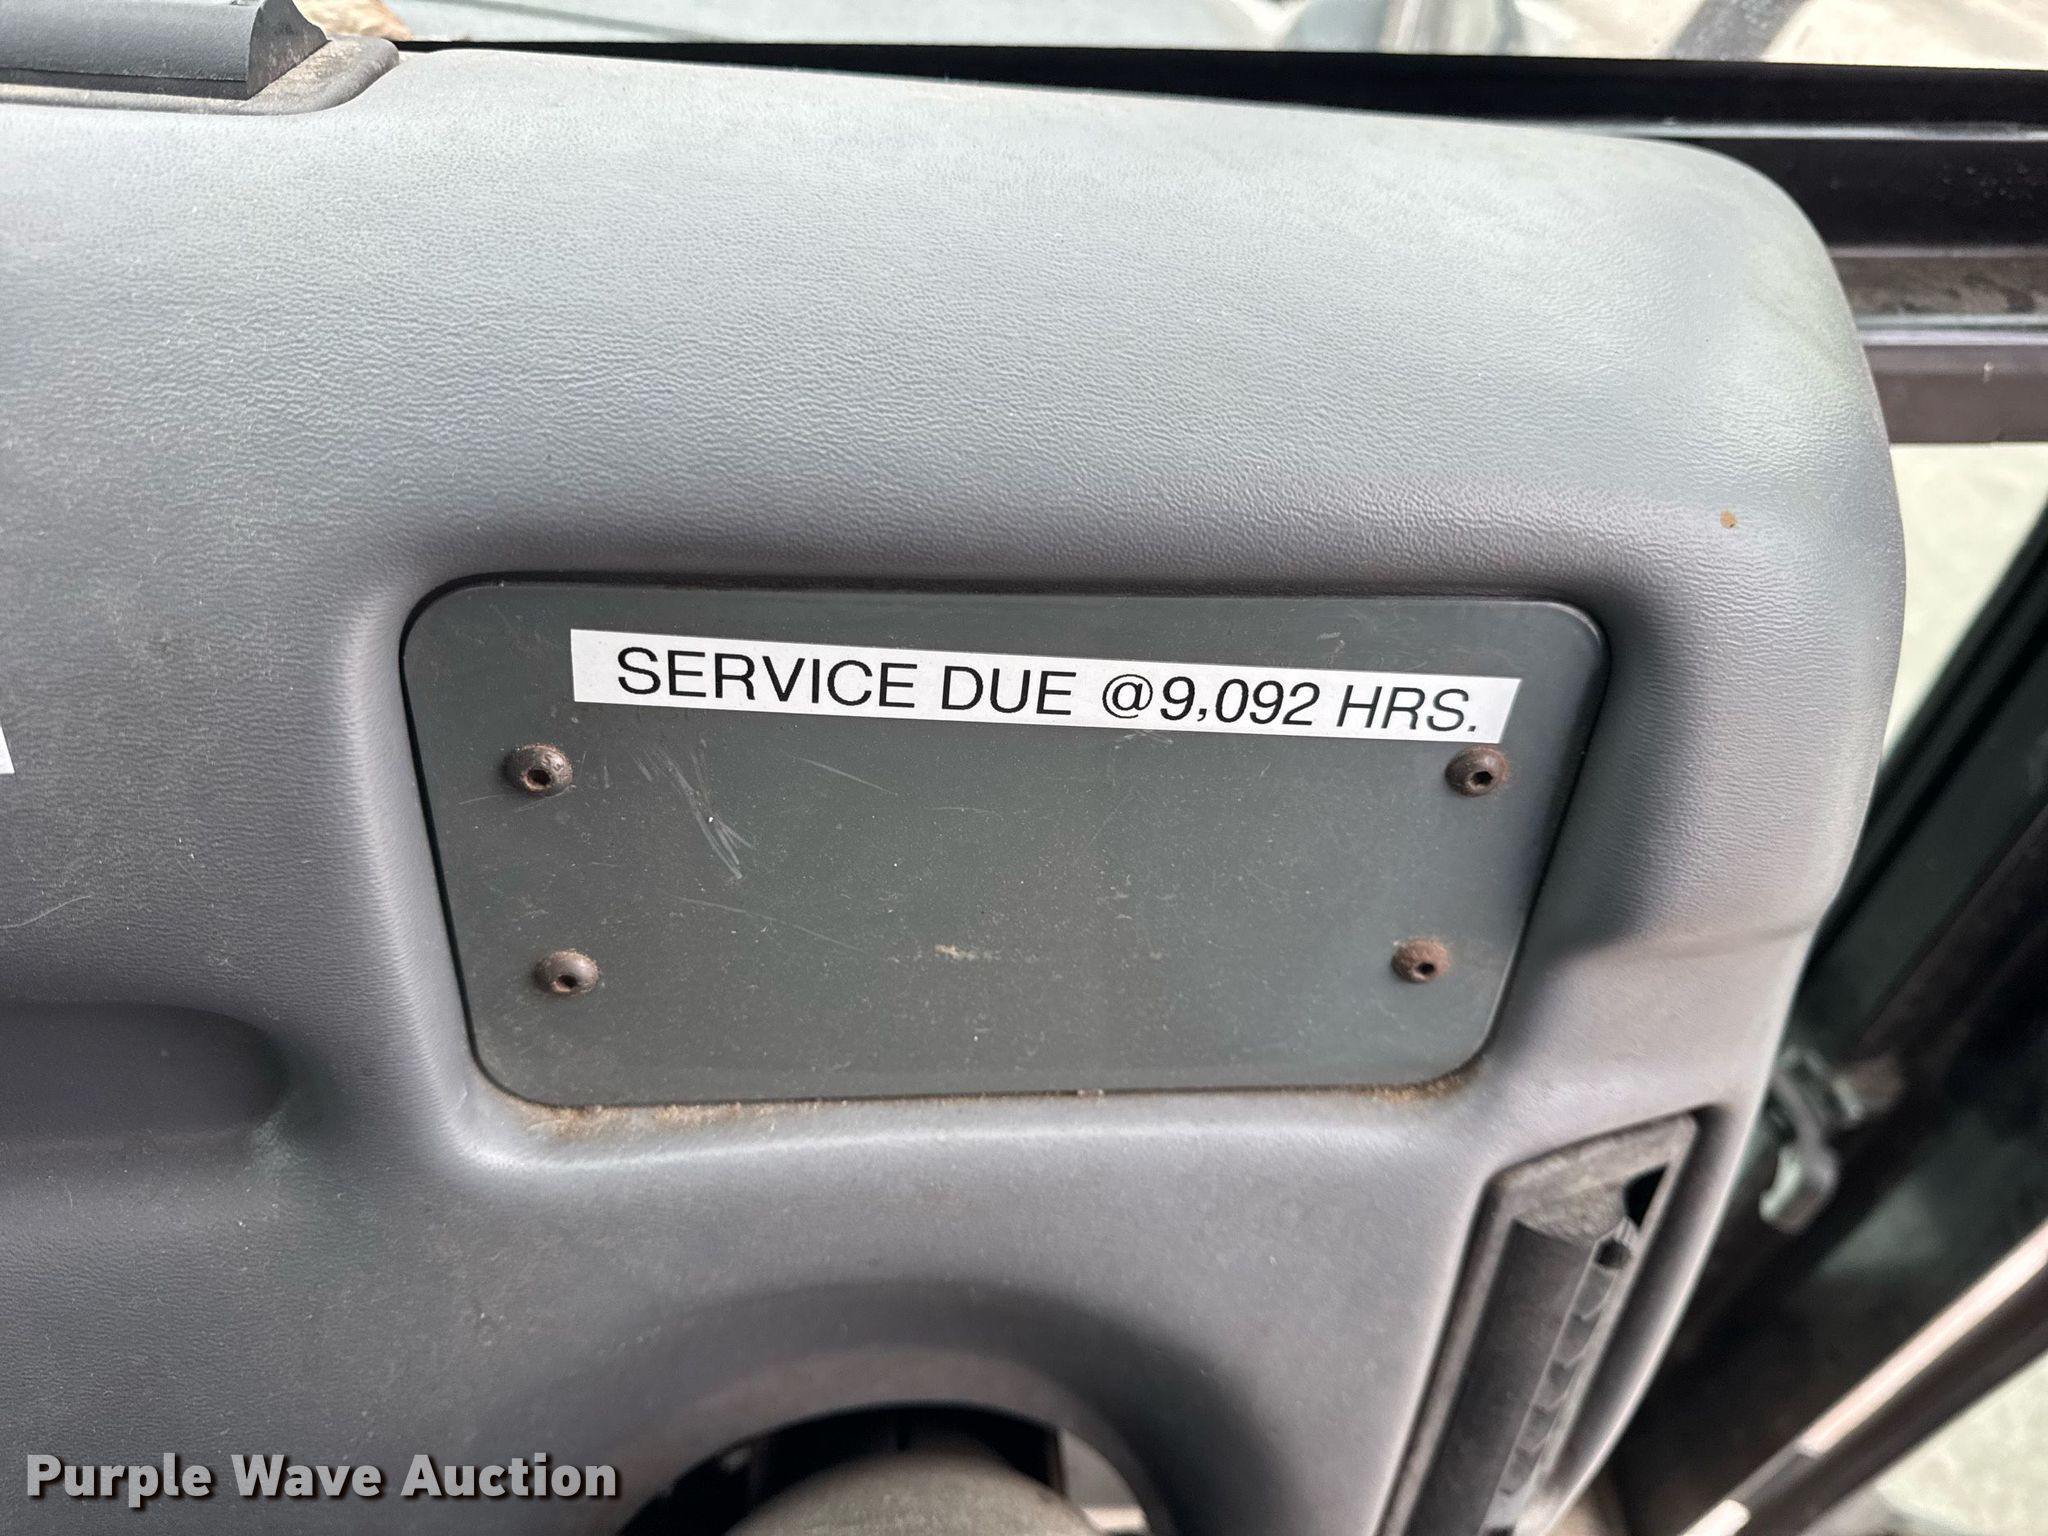 SERVICE DUE @9,092 HRS.
Purple Wave Auction